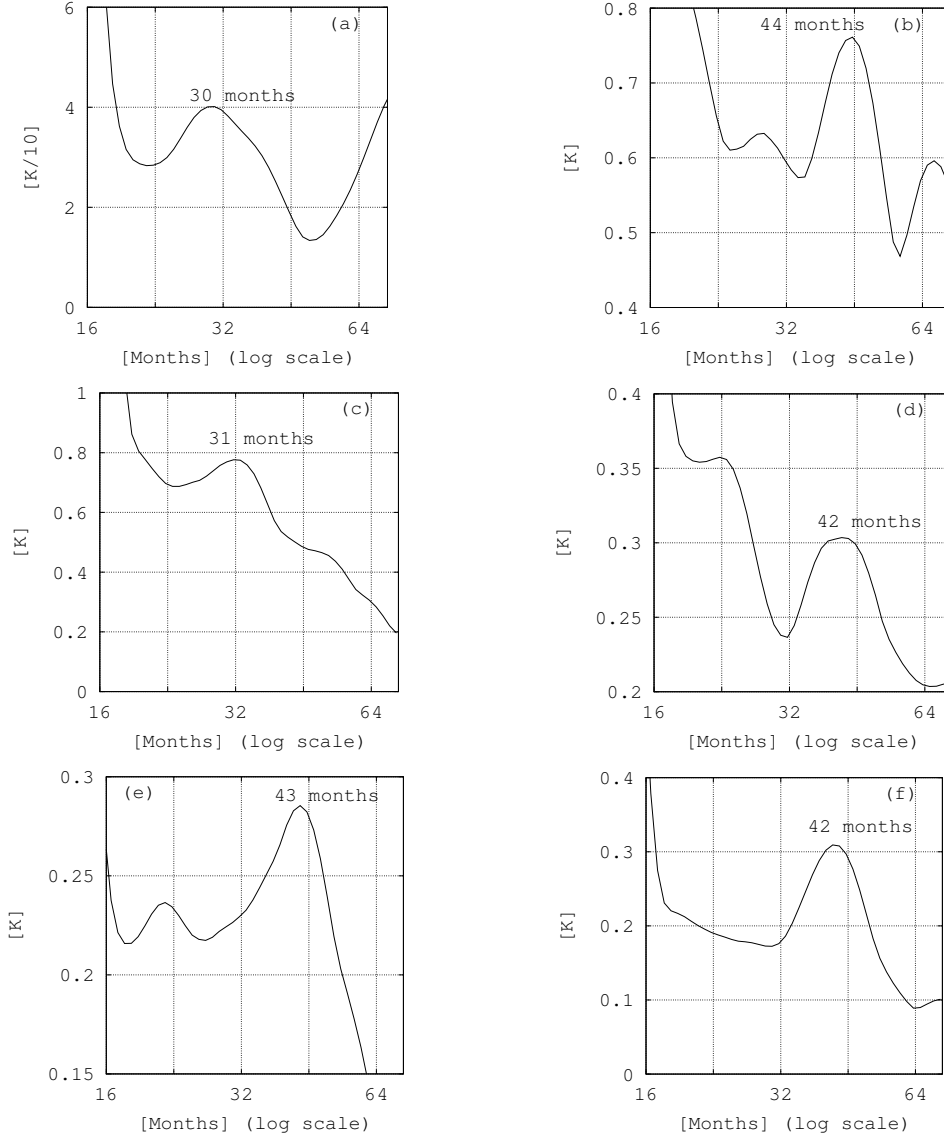 (a)
30 months
6
4
2
0
[K/10]
16 32 64
[Months] (log scale)
44 months (b)
0.8
0.7
0.6
0.5
0.4
[K]
16 32 64
[Months] (log scale)
(c)
31 months
1
0.8
0.6
0.4
0.2
0
[K]
16 32 64
[Months] (log scale)
(d)
42 months
0.4
0.35
0.3
0.25
0.2
[K]
16 32 64
[Months] (log scale)
(e) 43 months
0.3
0.25
0.2
0.15
[K]
16 32 64
[Months] (log scale)
(f)
42 months
0.4
0.3
0.2
0.1
0
[K]
16 32 64
[Months] (log scale)